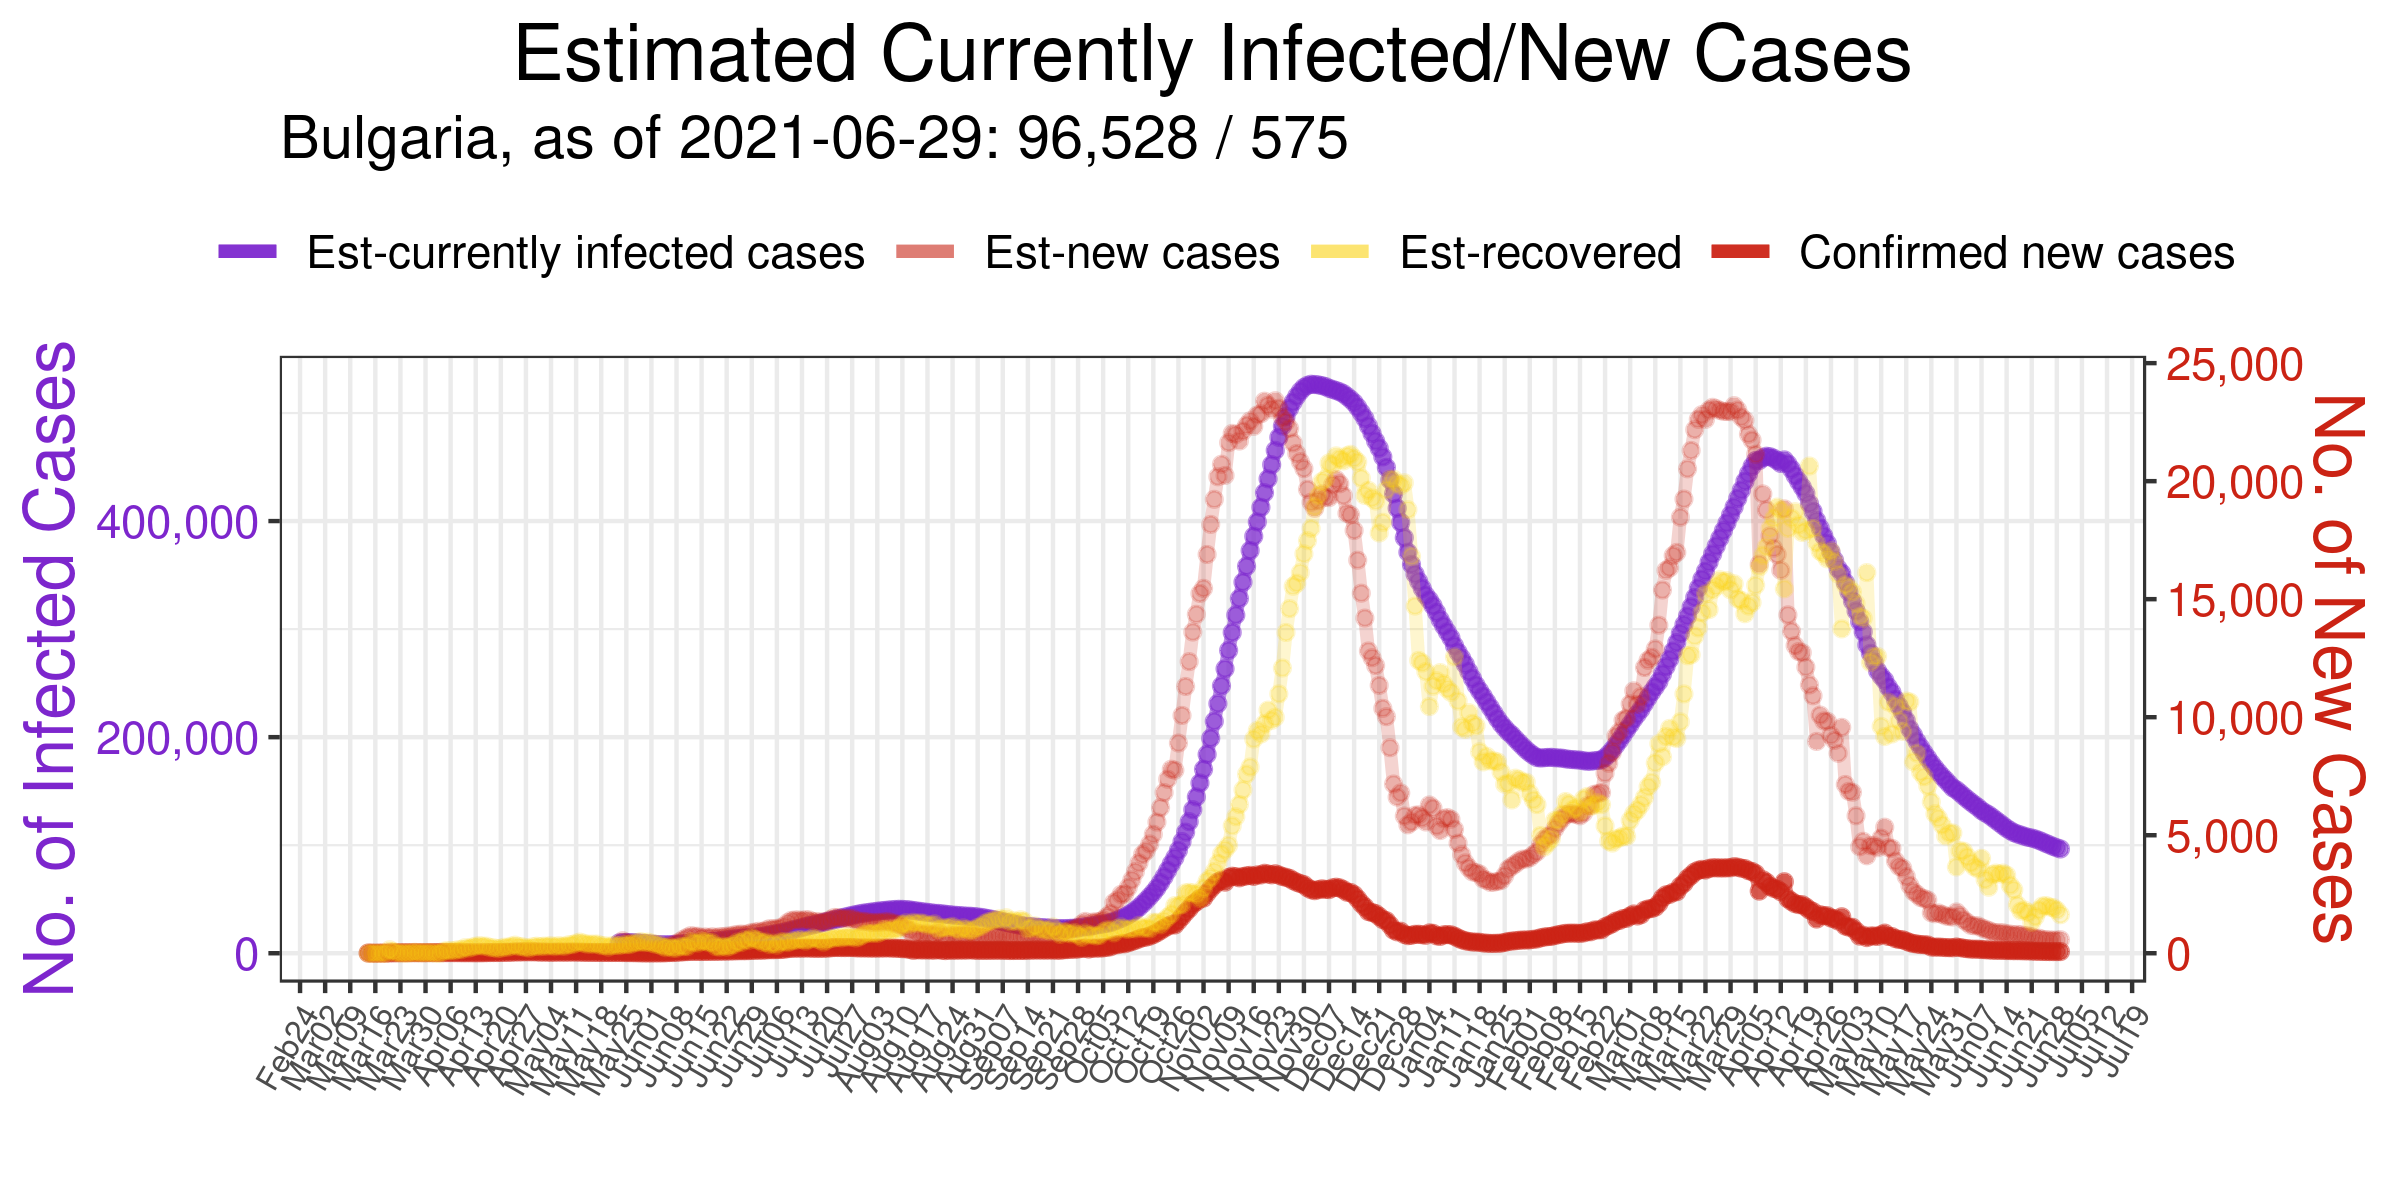 Estimated Currently Infected/New Cases
Bulgaria, as of 2021-06-29: 96,528 / 575
Est-currently infected cases Est-new cases Est-recovered Confirmed new cases
No. of Infected Cases
400,000
200,000
0
25,000
20,000
15,000
10,000
5,000
0
No. of New Cases
Feb24 Mar02 Mar09 Mar16 Mar23 Mar30 Apr06 Apr13 Apr20 Apr27 May04 May11 May18 May25 Jun01 Jun08 Jun15 Jun22 Jun29 Jul06 Jul13 Jul20 Jul27 Aug03 Aug10 Aug17 Aug24 Aug31 Sep07 Sep14 Sep21 Sep28 Oct05 Oct12 Oct19 Oct26 Nov02 Nov09 Nov16 Nov23 Nov30 Dec07 Dec14 Dec21 Dec28 Jan04 Jan11 Jan18 Jan25 Feb01 Feb08 Feb15 Feb22 Mar01 Mar08 Mar15 Mar22 Mar29 Apr05 Apr12 Apr19 Apr26 May03 May10 May17 May24 May31 Jun07 Jun14 Jun21 Jun28 Jul05 Jul12 Jul19